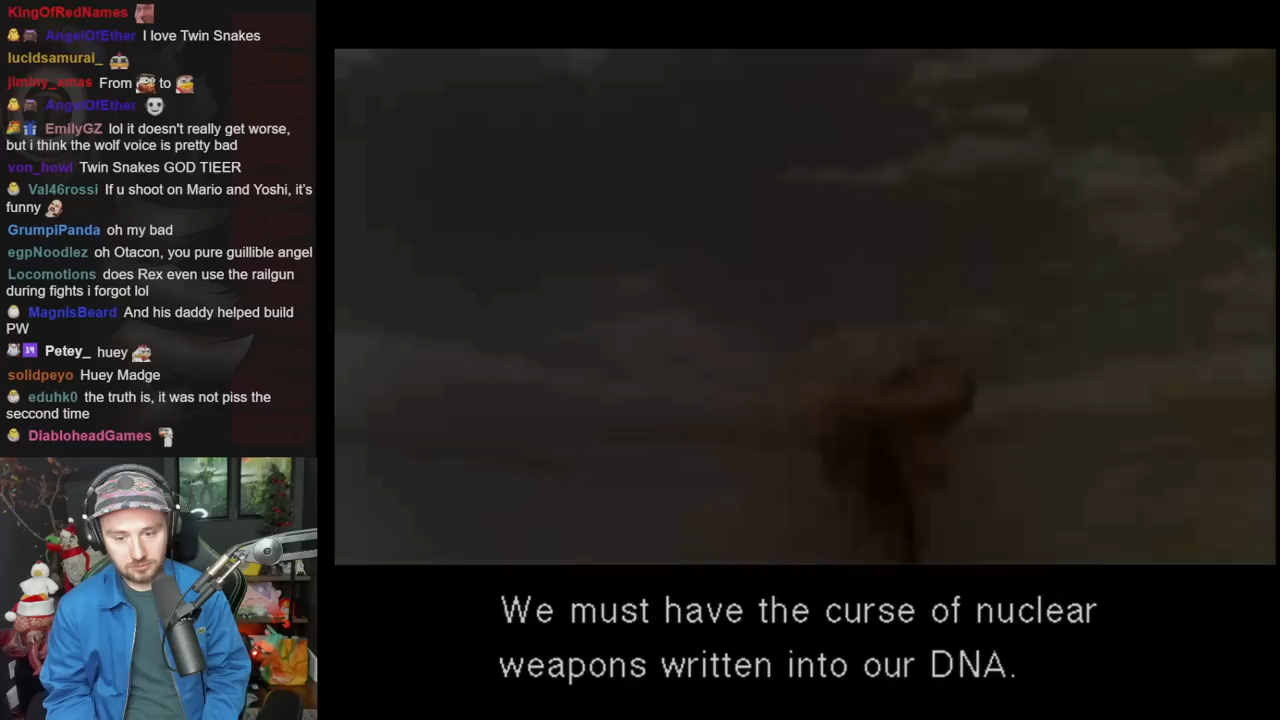 KingOfRedNames
AngelOfEther I love Twin Snakes
lucidsamurai_
jiminy_xmas From to
AngelOfEther
EmilyGZ lol it doesn't really get worse,
but i think the wolf voice is pretty bad
von_howl Twin Snakes GOD TIEER
Val46rossi If u shoot on Mario and Yoshi, it's
funny
GrumpiPanda oh my bad
egpNoodlez oh Otacon, you pure guillible angel
LocomotIons does Rex even use the railgun
during fights i forgot lol
MagnisBeard And his daddy helped build
PW
19 Petey_ huey
solidpeyo Huey Madge
eduhk0 the truth is, it was not piss the
seccond time
DiabloheadGames
We must have the curse of nuclear
weapons written into our DNA.